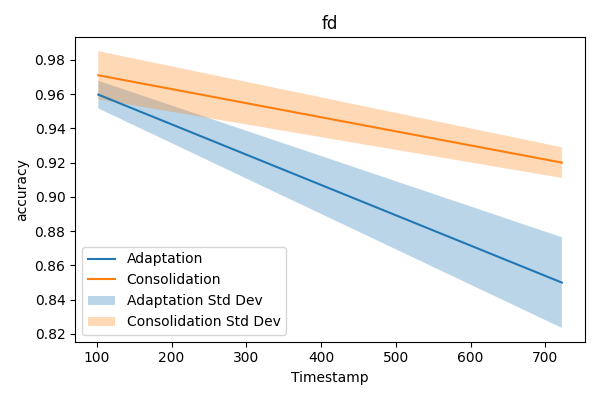 fd
accuracy
0.98
0.96
0.94
0.92
0.90
0.88
0.86
0.84
0.82
Adaptation
Consolidation
Adaptation Std Dev
Consolidation Std Dev
100 200 300 400 500 600 700
Timestamp